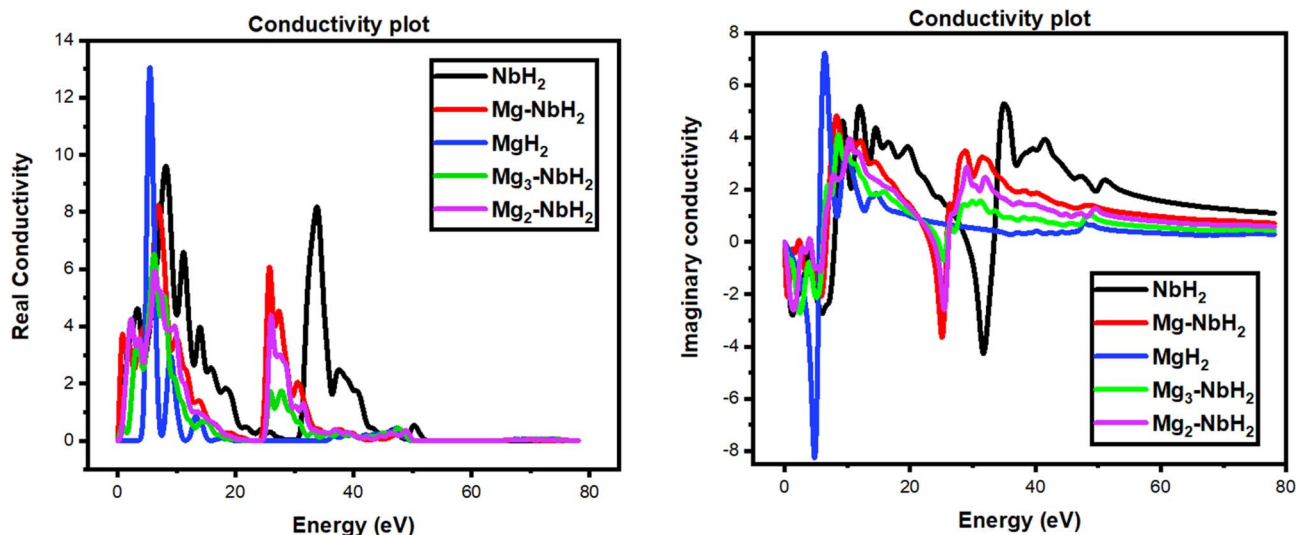 Conductivity plot
Real Conductivity
14
12
10
8
6
4
2
0
0 20 40 60 80
Energy (eV)
NbH₂
Mg-NbH₂
MgH₂
Mg₃-NbH₂
Mg₂-NbH₂
Conductivity plot
Imaginary conductivity
8
6
4
2
0
-2
-4
-6
-8
0 20 40 60 80
Energy (eV)
NbH₂
Mg-NbH₂
MgH₂
Mg₃-NbH₂
Mg₂-NbH₂